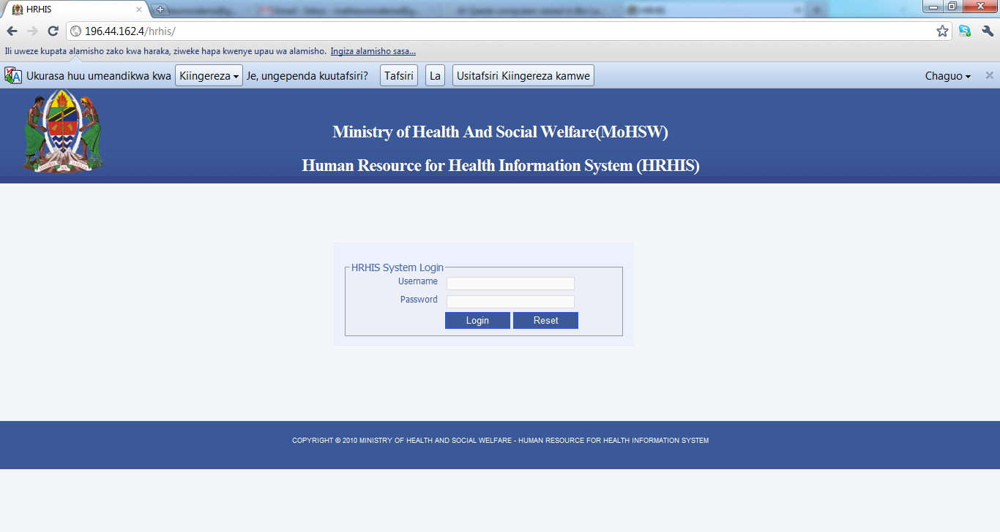 HRHIS
196.44.162.4/hrhis/
Ili uweze kupata alamisho zako kwa haraka, ziweke hapa kwenye upau wa alamisho. Ingiza alamisho sasa...
Ukurasa huu umeandikwa kwa Kiingereza Je, ungependa kuutafsiri? Tafsiri La Usitafsiri Kiingereza kamwe Chaguo
Ministry of Health And Social Welfare(MoHSW)
Human Resource for Health Information System (HRHIS)
HRHIS System Login
Username
Password
Login Reset
COPYRIGHT © 2010 MINISTRY OF HEALTH AND SOCIAL WELFARE - HUMAN RESOURCE FOR HEALTH INFORMATION SYSTEM